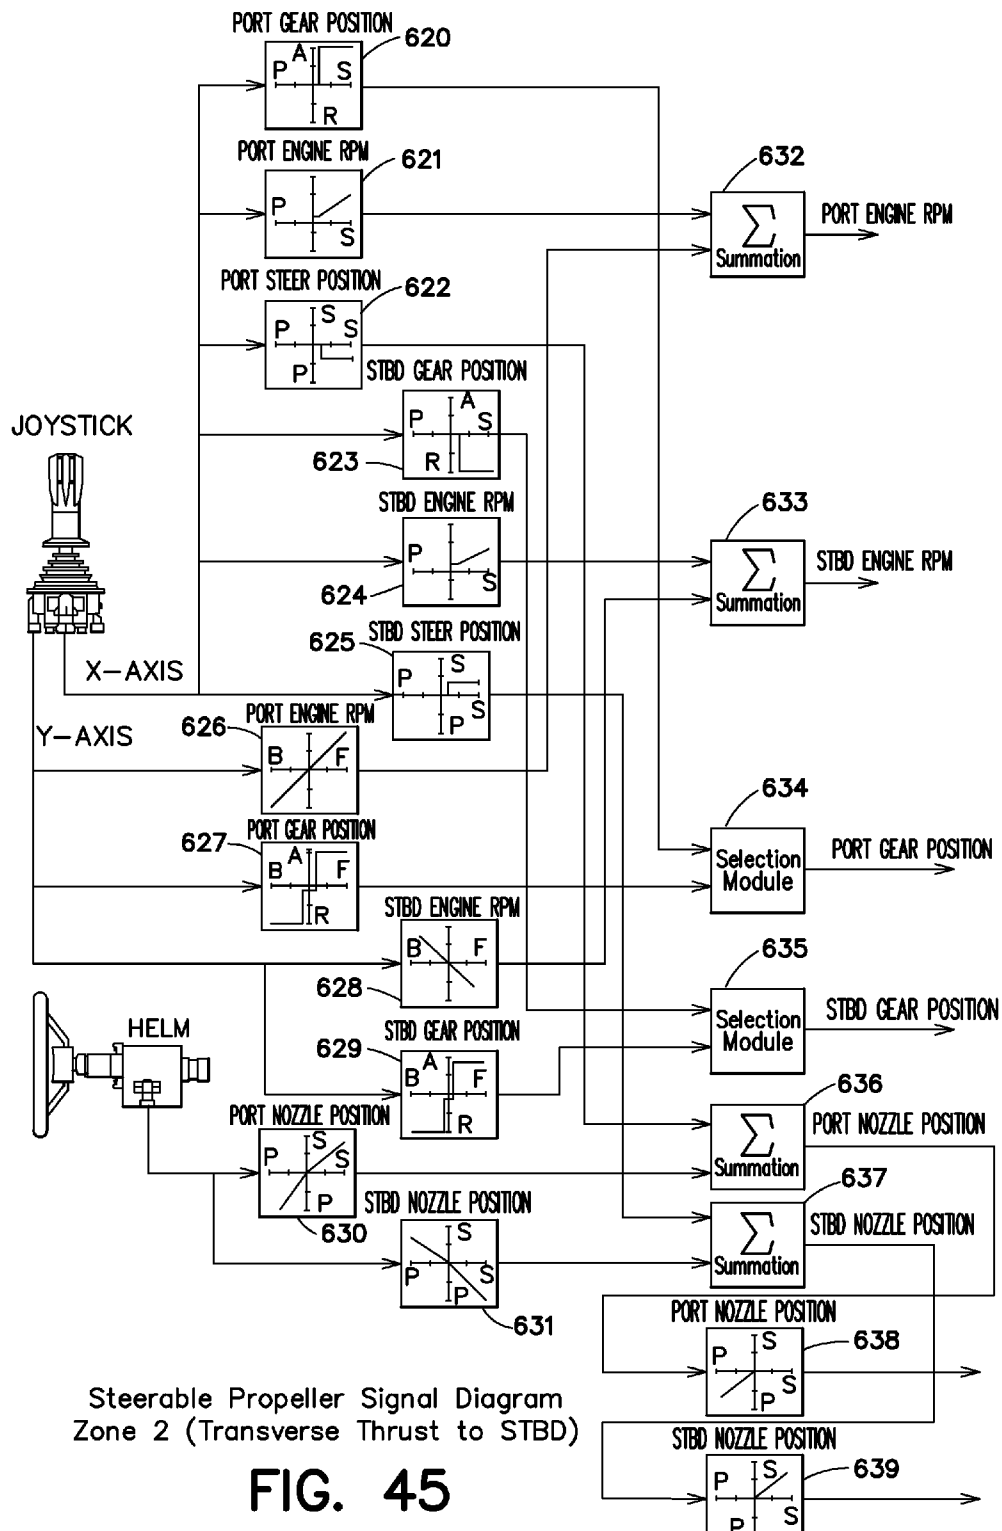 PORT GEAR POSITION
620
A
P
S
R
PORT ENGINE RPM
621
P
S
632
Σ
Summation
PORT ENGINE RPM
PORT STEER POSITION
622
S
P
S
P
STBD GEAR POSITION
A
P
S
R
623
JOYSTICK
STBD ENGINE RPM
P
S
624
633
Σ
Summation
STBD ENGINE RPM
STBD STEER POSITION
625
S
P
S
P
X-AXIS
Y-AXIS
PORT ENGINE RPM
626
B
F
PORT GEAR POSITION
627
A
B
F
R
634
Selection
Module
PORT GEAR POSITION
STBD ENGINE RPM
B
F
628
635
Selection
Module
STBD GEAR POSITION
HELM
STBD GEAR POSITION
629
A
B
F
R
636
Σ
Summation
PORT NOZZLE POSITION
PORT NOZZLE POSITION
S
P
S
P
630
STBD NOZZLE POSITION
S
P
S
P
631
637
Σ
Summation
STBD NOZZLE POSITION
PORT NOZZLE POSITION
638
S
P
S
P
STBD NOZZLE POSITION
639
S
P
S
P
Steerable Propeller Signal Diagram
Zone 2 (Transverse Thrust to STBD)
FIG. 45